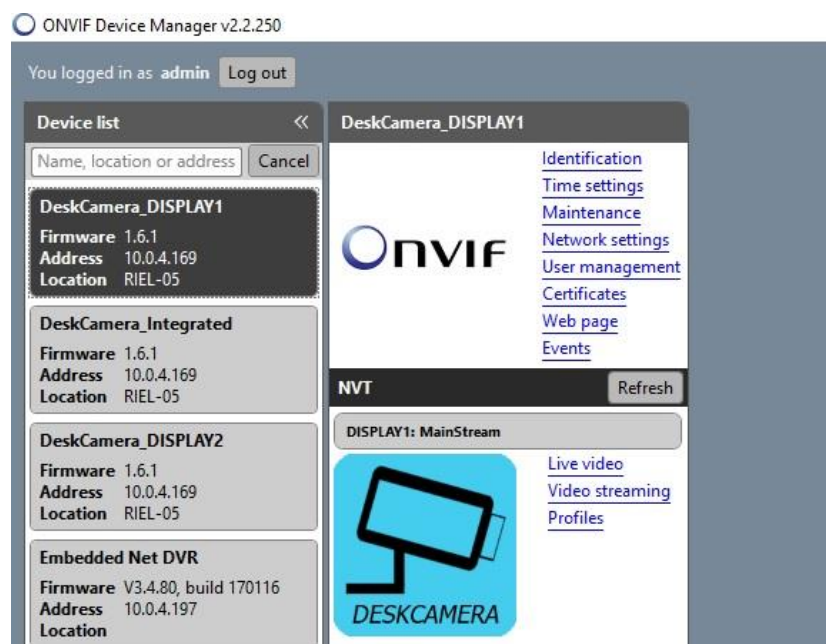 ONVIF Device Manager v2.2.250
You logged in as admin Log out
Device list
Name, location or address Cancel
DeskCamera_DISPLAY1
Firmware 1.6.1
Address 10.0.4.169
Location RIEL-05
DeskCamera_Integrated
Firmware 1.6.1
Address 10.0.4.169
Location RIEL-05
DeskCamera_DISPLAY2
Firmware 1.6.1
Address 10.0.4.169
Location RIEL-05
Embedded Net DVR
Firmware V3.4.80, build 170116
Address 10.0.4.197
Location
DeskCamera_DISPLAY1
ONVIF
Identification
Time settings
Maintenance
Network settings
User management
Certificates
Web page
Events
NVT Refresh
DISPLAY1: MainStream
DESKCAMERA
Live video
Video streaming
Profiles